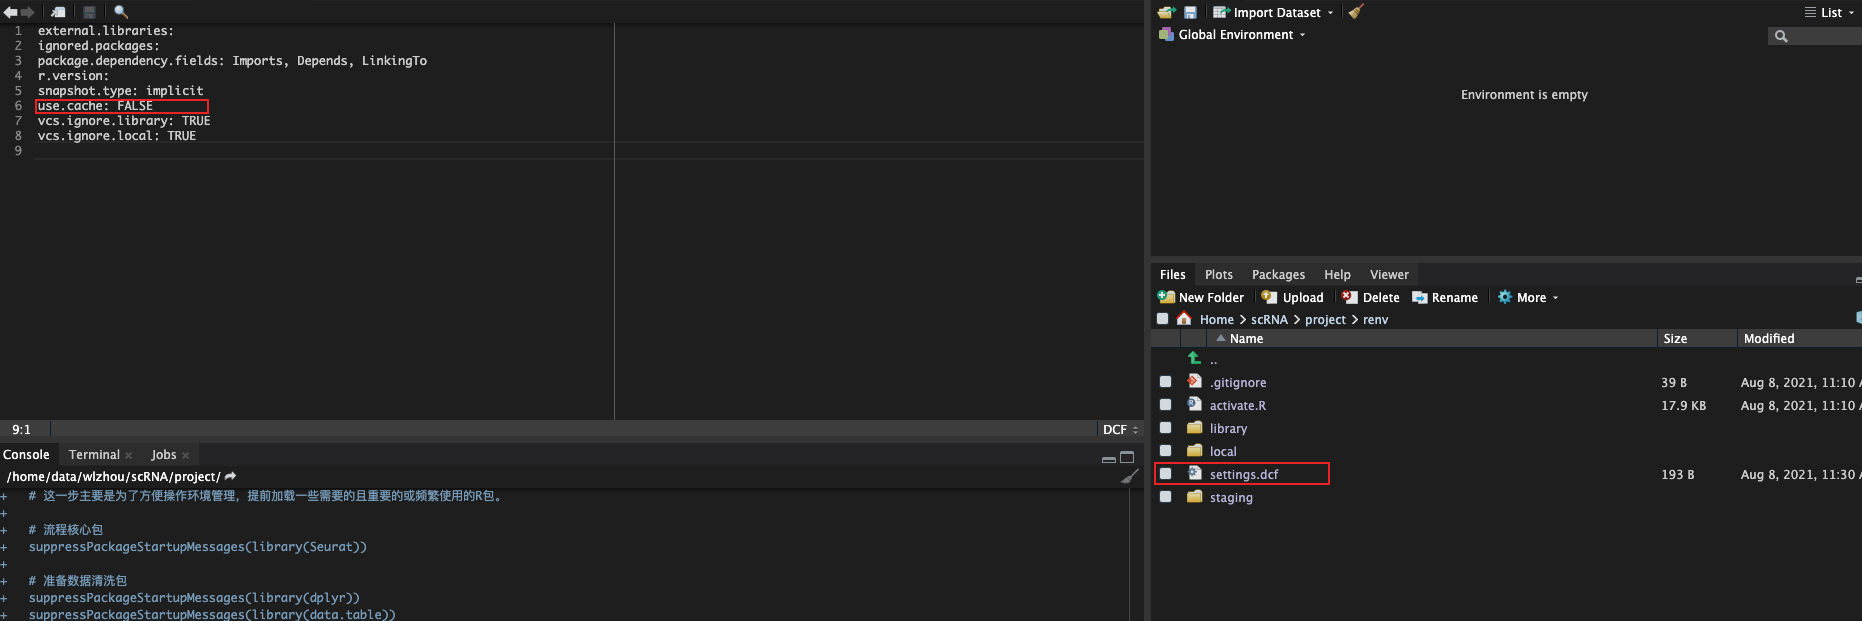 1 external.libraries:
2 ignored.packages:
3 package.dependency.fields: Imports, Depends, LinkingTo
4 r.version:
5 snapshot.type: implicit
6 use.cache: FALSE
7 vcs.ignore.library: TRUE
8 vcs.ignore.local: TRUE
9
9:1
DCF
Console Terminal Jobs
/home/data/wlzhou/scRNA/project/
+ # 这一步主要是为了方便操作环境管理，提前加载一些需要的且重要的或频繁使用的R包。
+
+ # 流程核心包
+ suppressPackageStartupMessages(library(Seurat))
+
+ # 准备数据清洗包
+ suppressPackageStartupMessages(library(dplyr))
+ suppressPackageStartupMessages(library(data.table))
Import Dataset List
Global Environment
Environment is empty
Files Plots Packages Help Viewer
New Folder Upload Delete Rename More
Home > scRNA > project > renv
Name Size Modified
..
.gitignore 39 B Aug 8, 2021, 11:10 A
activate.R 17.9 KB Aug 8, 2021, 11:10 A
library
local
settings.dcf 193 B Aug 8, 2021, 11:30 A
staging